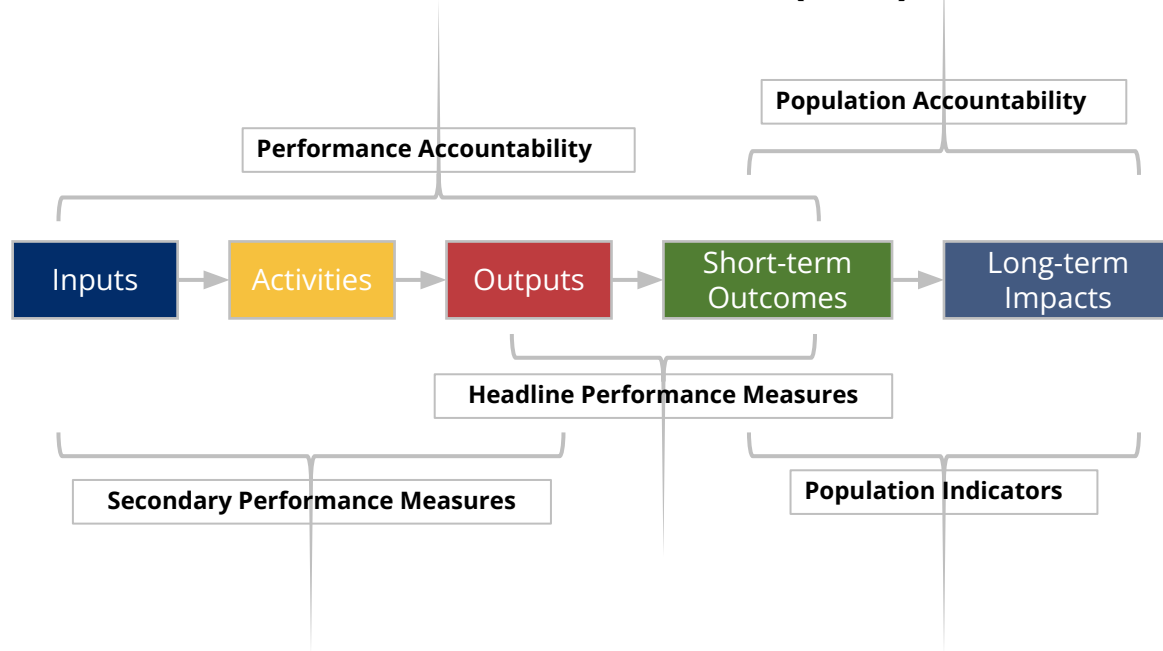 Population Accountability
Performance Accountability
Inputs
Activities
Outputs
Short-term
Outcomes
Long-term
Impacts
Headline Performance Measures
Secondary Performance Measures
Population Indicators